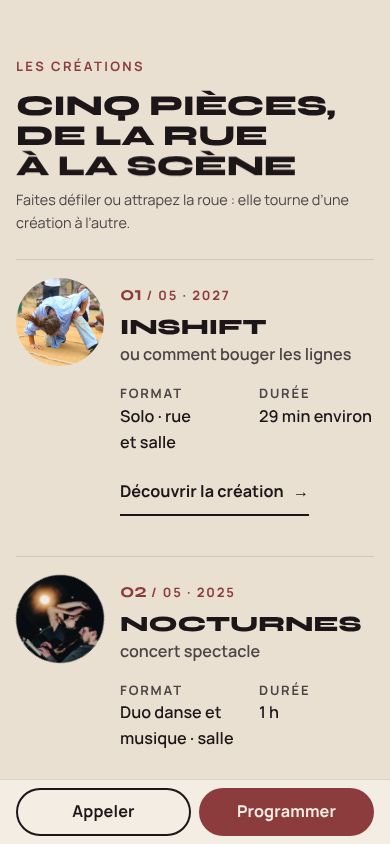 LES CRÉATIONS
CINQ PIÈCES,
DE LA RUE
À LA SCÈNE
Faites défiler ou attrapez la roue : elle tourne d’une
création à l’autre.
01 / 05 · 2027
INSHIFT
ou comment bouger les lignes
FORMAT
Solo · rue
et salle
DURÉE
29 min environ
Découvrir la création →
02 / 05 · 2025
NOCTURNES
concert spectacle
FORMAT
Duo danse et
musique · salle
DURÉE
1 h
Appeler
Programmer